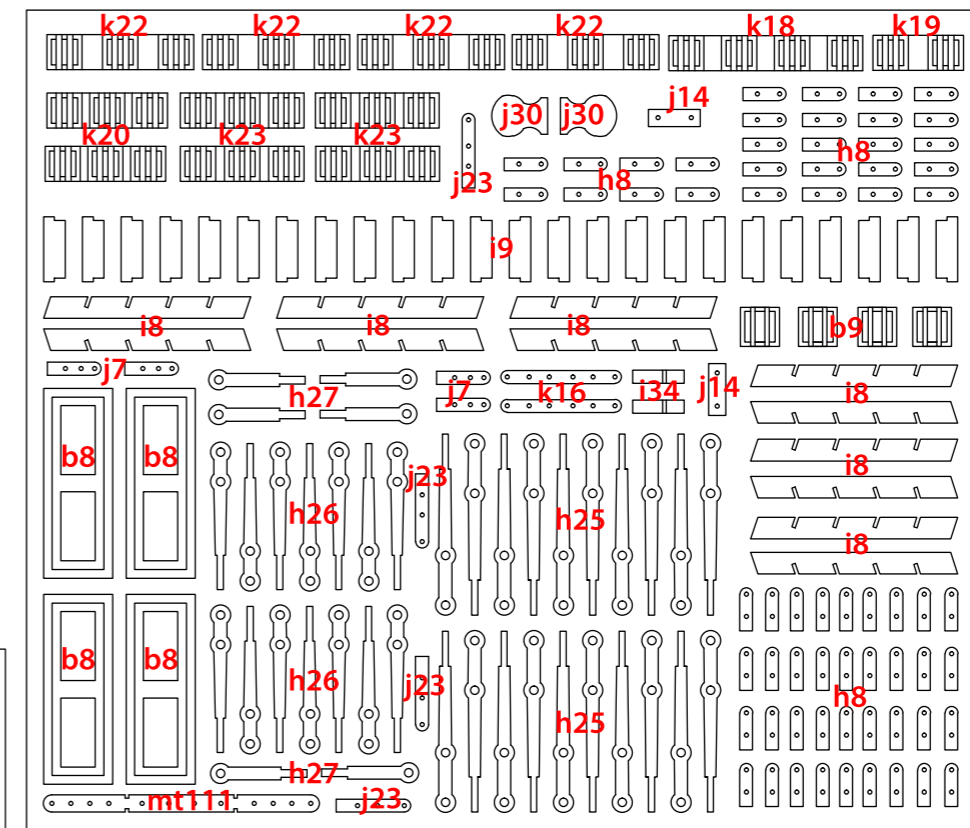 k22 k22 k22 k22 k18 k19
k20 k23 k23 j23 j30 j30 j14 h8 h8
i9
i8 i8 i8 b9
j7 h27 j7 k16 i34 j14 i8
b8 b8 h26 j23 h25 i8
i8
b8 b8 h26 j23 h25 h8
h27
mt111 j23